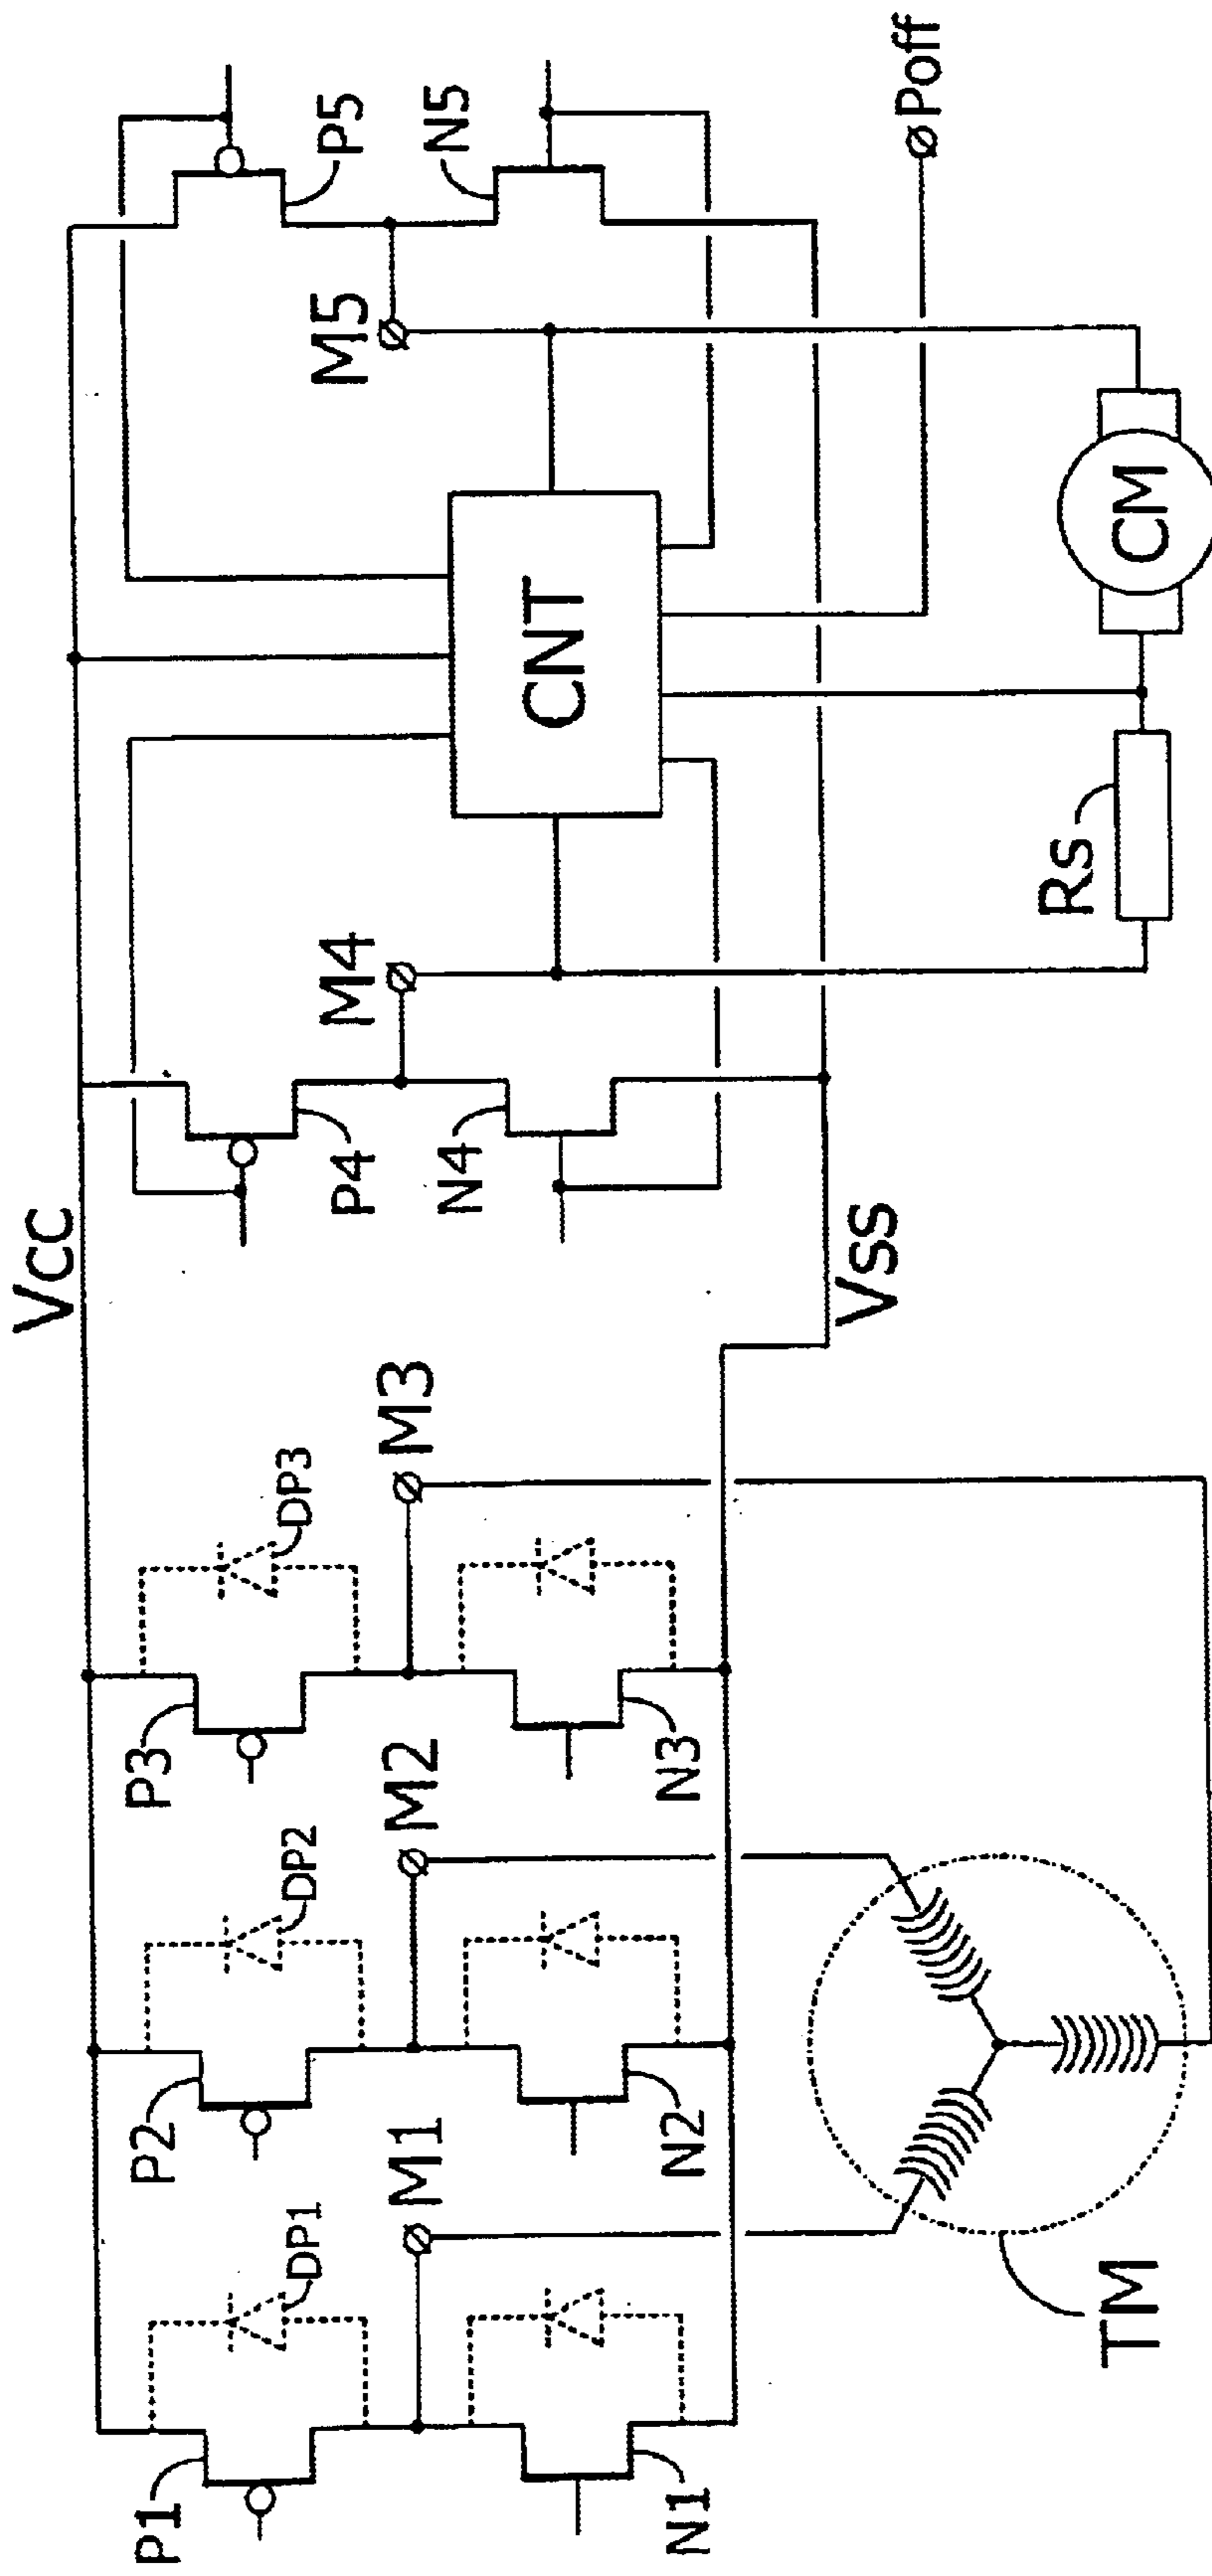 VCC
P1
DP1
M1
N1
P2
DP2
M2
N2
P3
DP3
M3
N3
TM
VSS
P4
M4
N4
CNT
Rs
CM
M5
P5
N5
Poff